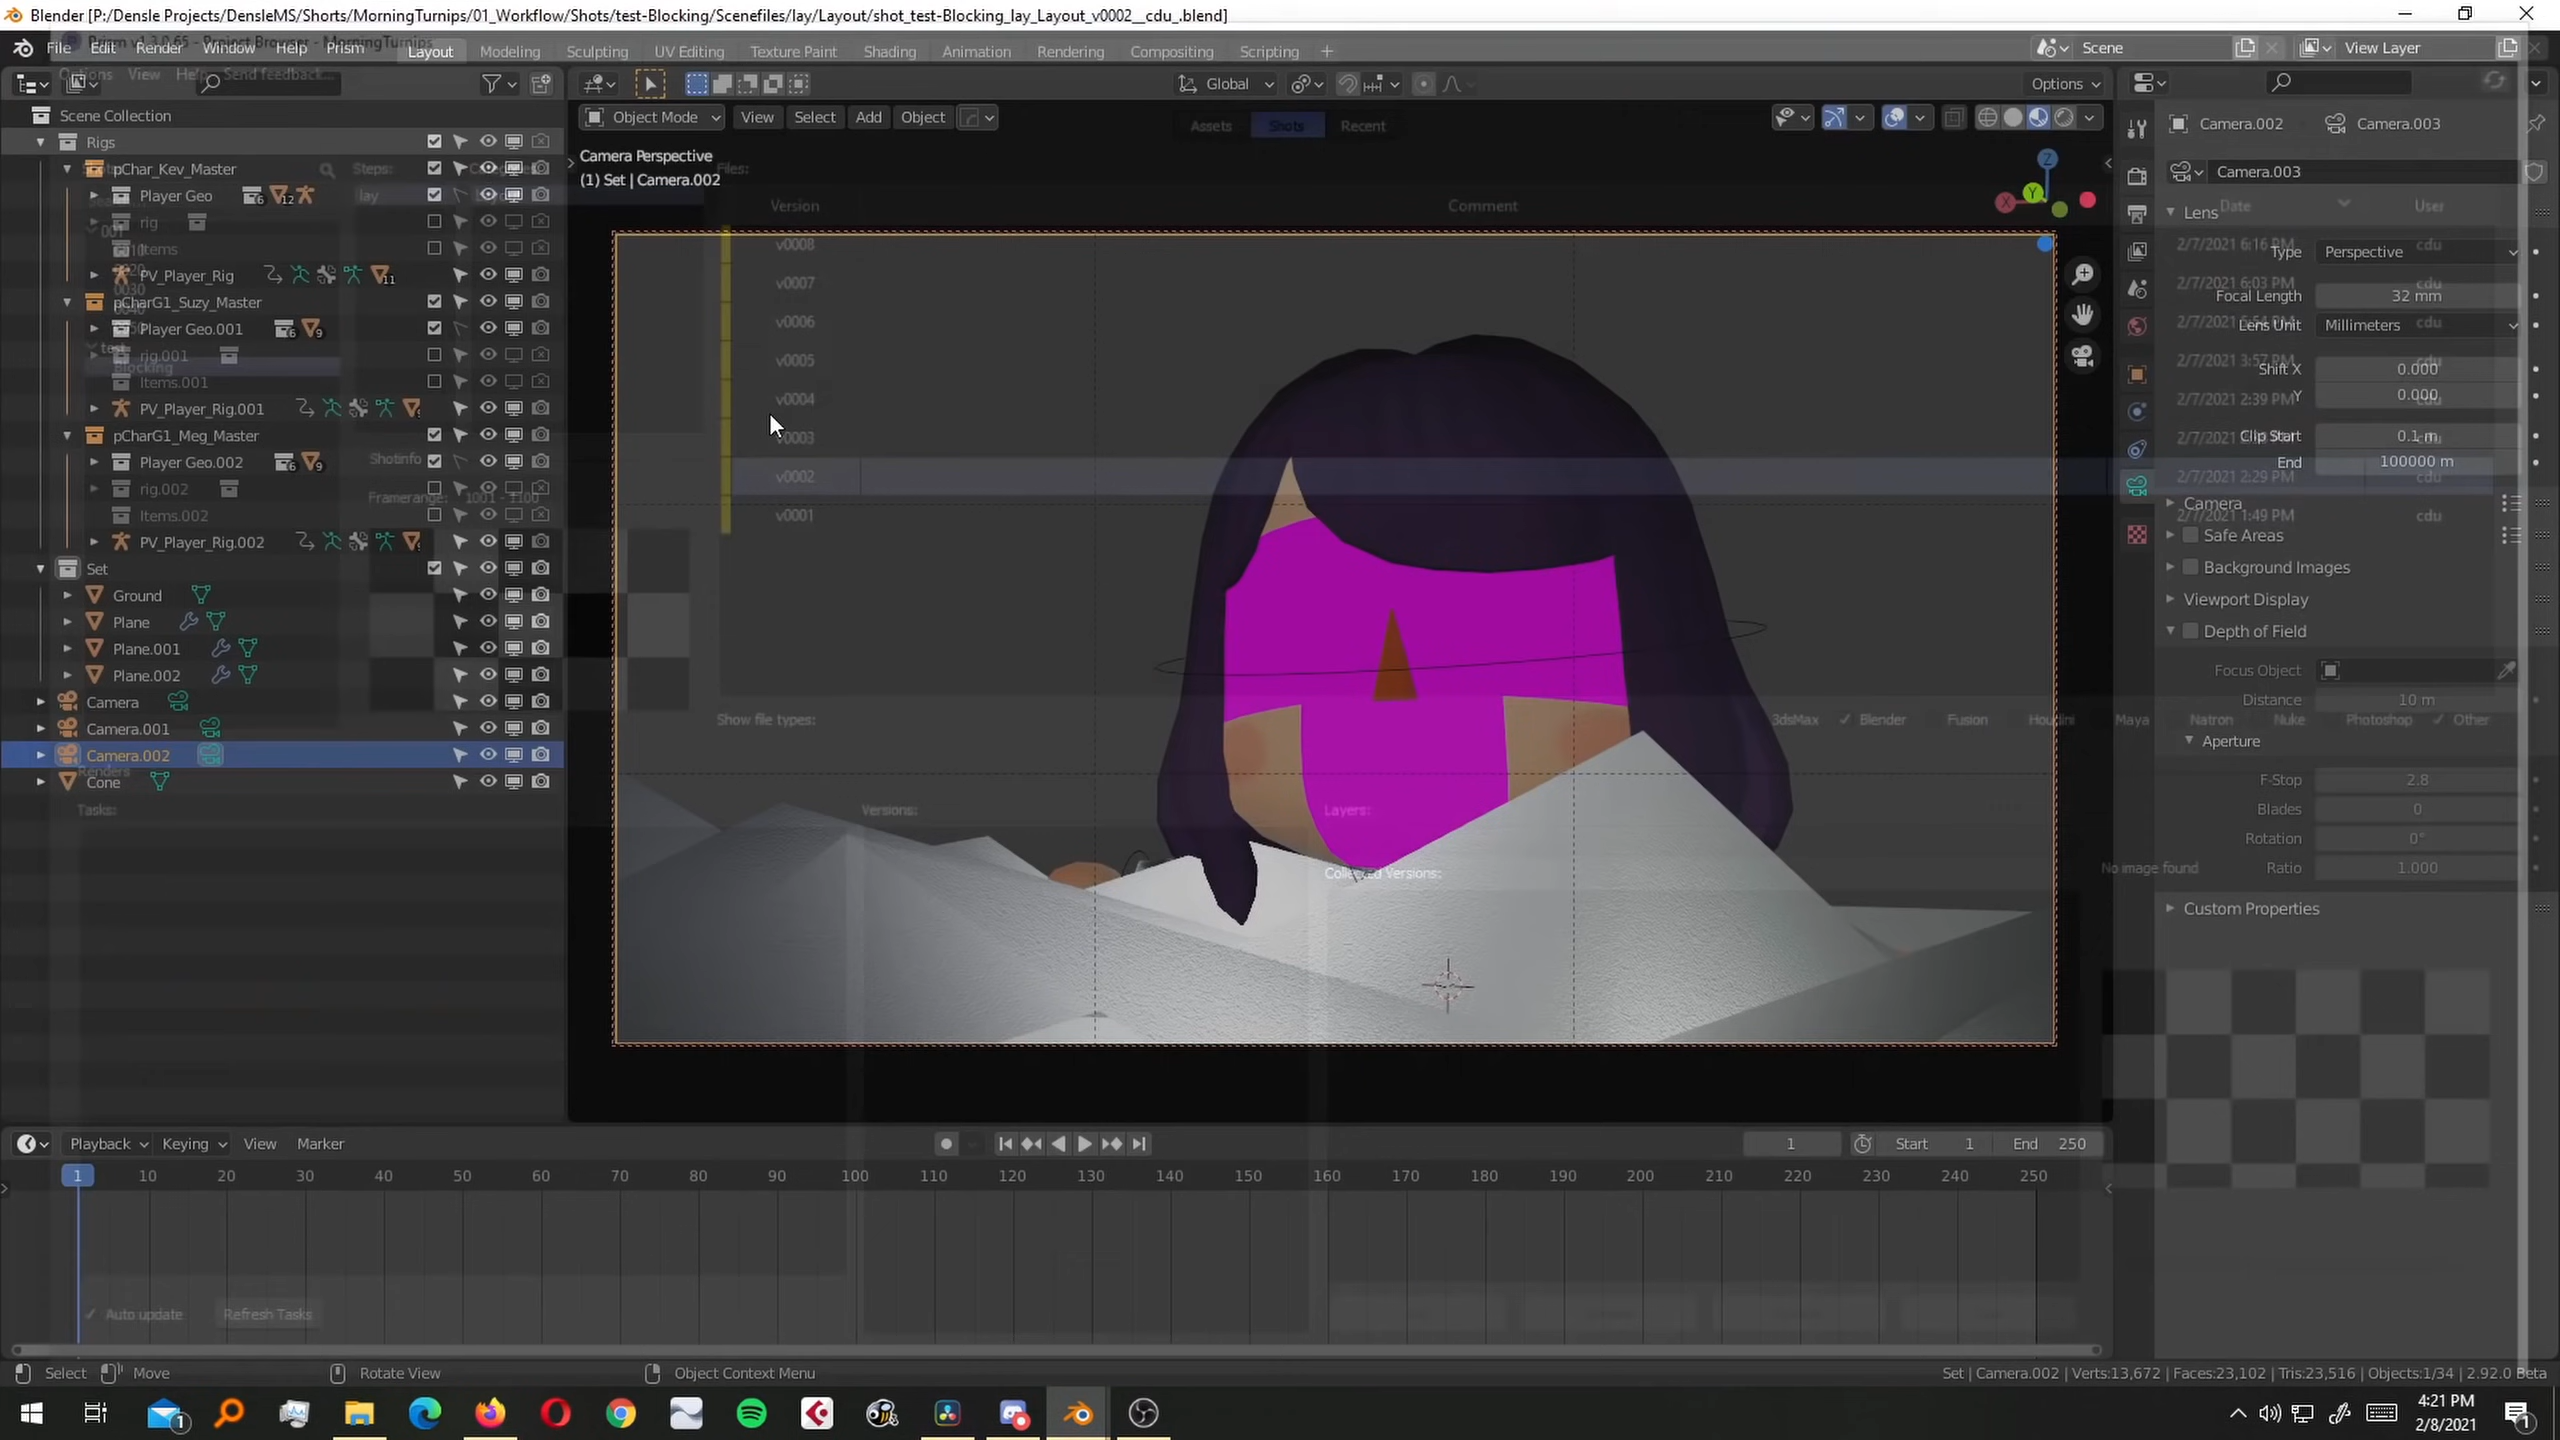 Blender [P:/Densle Projects/DensleMS/Shorts/MorningTurnips/01_Workflow/Shots/test-Blocking/Scenefiles/lay/Layout/shot_test-Blocking_lay_Layout_v0002__cdu_.blend]
File Edit Render Window Help Prism Layout Modeling Sculpting UV Editing Texture Paint Shading Animation Rendering Compositing Scripting + Scene View Layer
Prism v1.3.0.65 - Project Browser - MorningTurnips
Options View Help Send feedback...
Global Options
Object Mode View Select Add Object
Assets Shots Recent
Scene Collection
Rigs
pChar_Kev_Master
Player Geo 6 12
rig
Items
PV_Player_Rig 11
pCharG1_Suzy_Master
Player Geo.001 6 9
rig.001
Items.001
PV_Player_Rig.001
pCharG1_Meg_Master
Player Geo.002 6 9
rig.002
Items.002
PV_Player_Rig.002
Set
Ground
Plane
Plane.001
Plane.002
Camera
Camera.001
Camera.002
Cone
Steps:
lay
001
test
Blocking
Shotinfo
Framerange: 1001 - 1100
Renders
Tasks:
Auto update Refresh Tasks
Camera Perspective
(1) Set | Camera.002
Files:
Version Comment Date User
v0008 2/7/2021 6:16 PM cdu
v0007 2/7/2021 6:03 PM cdu
v0006
v0005 2/7/2021 3:57 PM
v0004 2/7/2021 2:39 PM cdu
v0003
v0002 2/7/2021 2:29 PM cdu
v0001 2/7/2021 1:49 PM cdu
Show file types: 3dsMax Blender Fusion Houdini Maya Natron Nuke Photoshop Other
Versions:
Layers:
Collected Versions:
No image found
X Y Z
Camera.002 Camera.003
Camera.003
Lens
Type Perspective
Focal Length 32 mm
Lens Unit Millimeters
Shift X 0.000
Y 0.000
Clip Start 0.1 m
End 100000 m
Camera
Safe Areas
Background Images
Viewport Display
Depth of Field
Focus Object
Distance 10 m
Aperture
F-Stop 2.8
Blades 0
Rotation 0°
Ratio 1.000
Custom Properties
Playback Keying View Marker 1 Start 1 End 250
1 10 20 30 40 50 60 70 80 90 100 110 120 130 140 150 160 170 180 190 200 210 220 230 240 250
Select Move Rotate View Object Context Menu Set | Camera.002 | Verts:13,672 | Faces:23,102 | Tris:23,516 | Objects:1/34 | 2.92.0 Beta
1
4:21 PM
2/8/2021
1